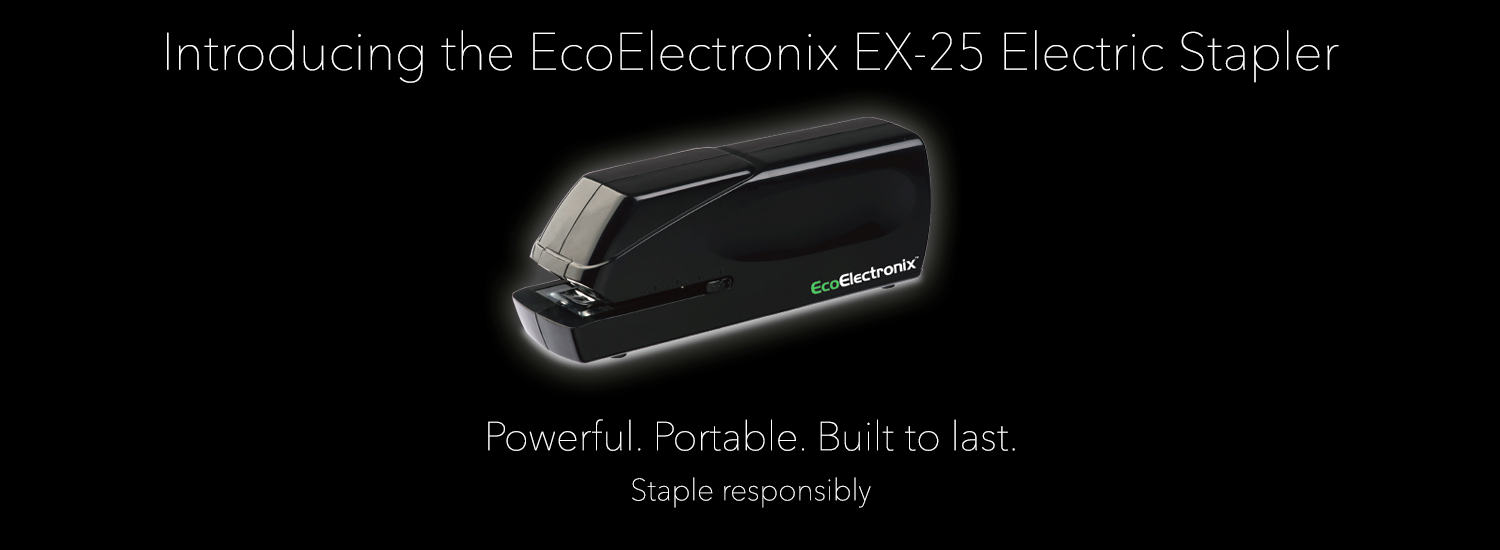 Introducing the EcoElectronix EX-25 Electric Stapler
EcoElectronix™
Powerful. Portable. Built to last.
Staple responsibly